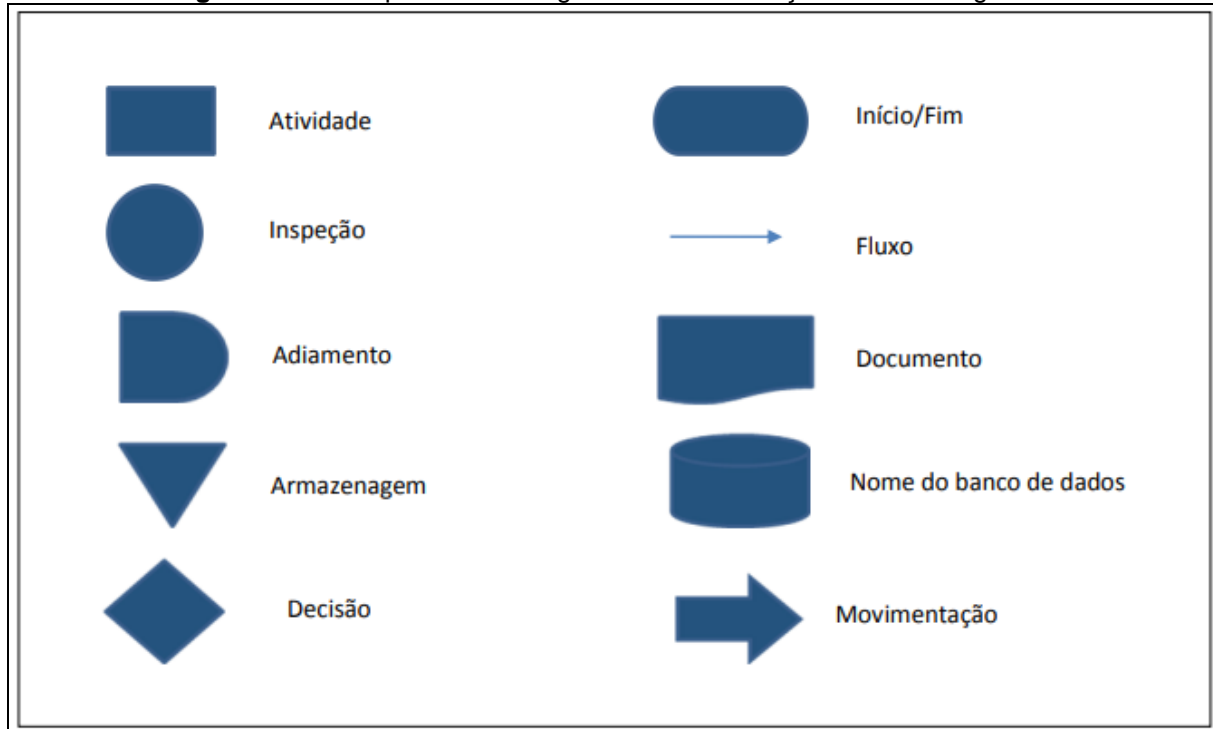 Atividade
Início/Fim
Inspeção
Fluxo
Adiamento
Documento
Armazenagem
Nome do banco de dados
Decisão
Movimentação